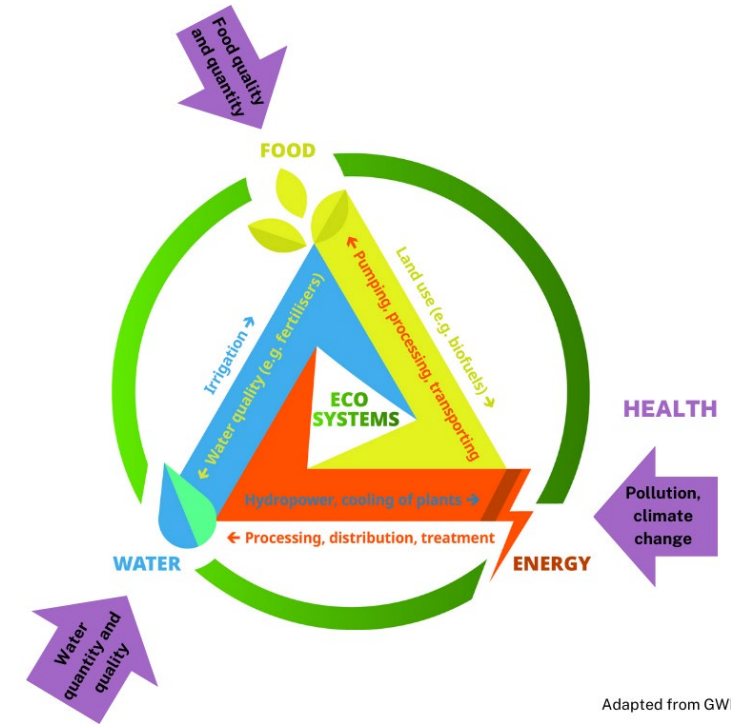 Food quality
and quantity
FOOD
Irrigation →
← Water quality (e.g. fertilisers)
← Pumping, processing, transporting
Land use (e.g. biofuels) →
ECO
SYSTEMS
HEALTH
Pollution,
climate
change
Hydropower, cooling of plants →
← Processing, distribution, treatment
WATER
ENERGY
Water
quantity and
quality
Adapted from GW